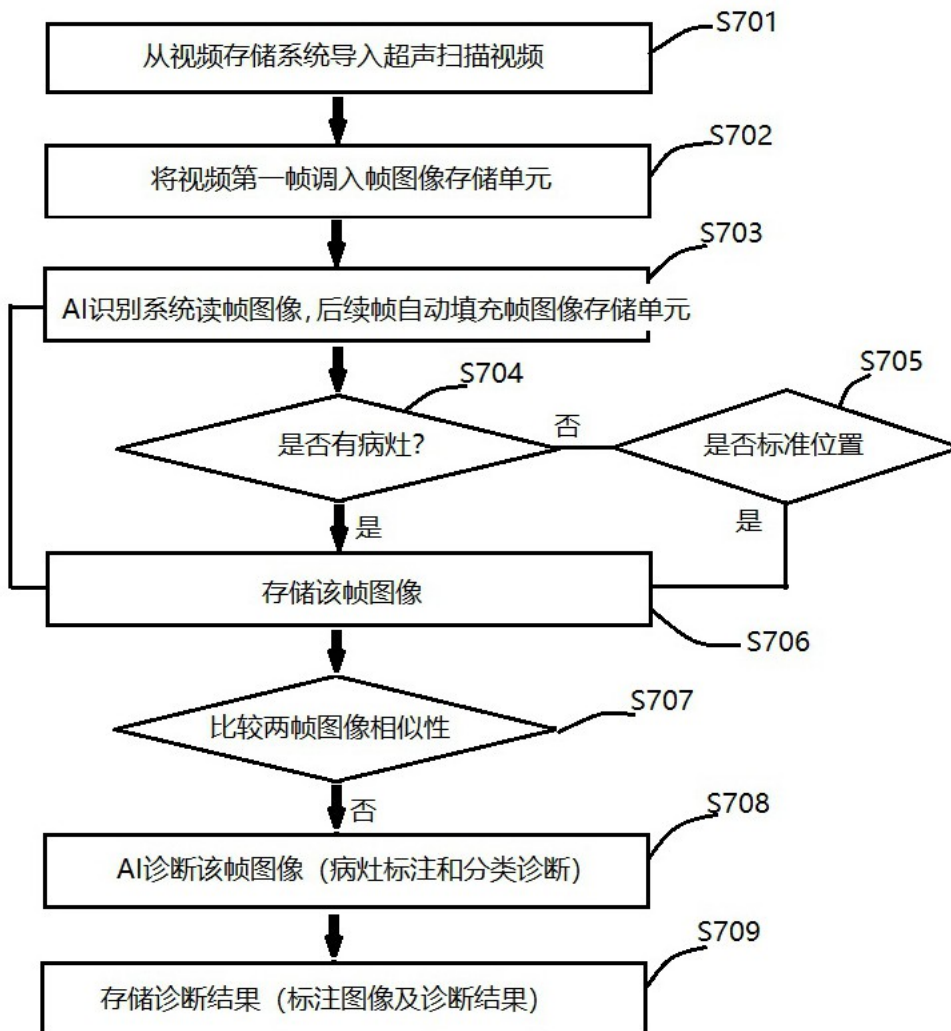 S701
从视频存储系统导入超声扫描视频
S702
将视频第一帧调入帧图像存储单元
S703
AI识别系统读帧图像，后续帧自动填充帧图像存储单元
S704
S705
是否有病灶？
否
是否标准位置
是
是
存储该帧图像
S706
比较两帧图像相似性
S707
否
S708
AI诊断该帧图像（病灶标注和分类诊断）
S709
存储诊断结果（标注图像及诊断结果）